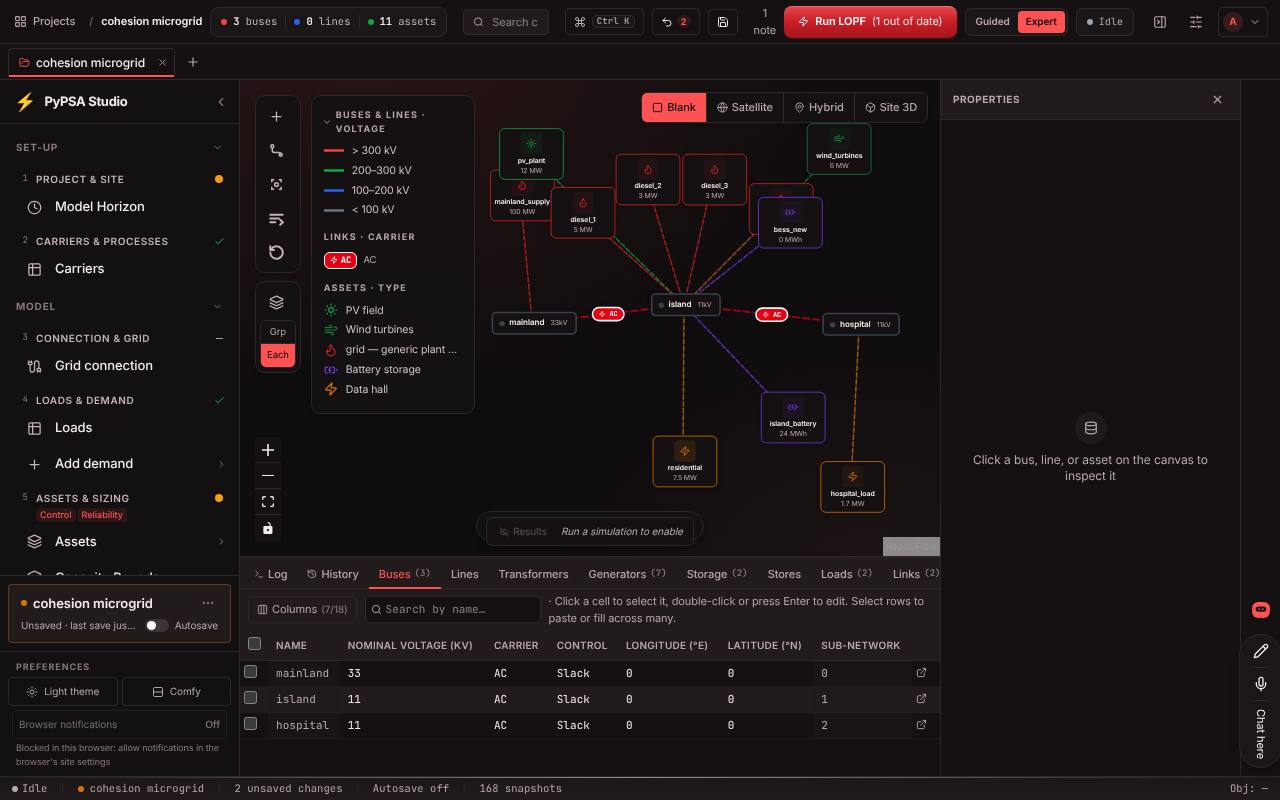 Projects / cohesion microgrid 3 buses 0 lines 11 assets Search c Ctrl K 2 1 note Run LOPF (1 out of date) Guided Expert Idle A
cohesion microgrid
PyPSA Studio
SET-UP
1 PROJECT & SITE
Model Horizon
2 CARRIERS & PROCESSES
Carriers
MODEL
3 CONNECTION & GRID
Grid connection
4 LOADS & DEMAND
Loads
Add demand
5 ASSETS & SIZING
Control Reliability
Assets
cohesion microgrid
Unsaved · last save jus... Autosave
PREFERENCES
Light theme Comfy
Browser notifications Off
Blocked in this browser: allow notifications in the
browser's site settings
Grp
Each
BUSES & LINES ·
VOLTAGE
> 300 kV
200–300 kV
100–200 kV
< 100 kV
LINKS · CARRIER
AC AC
ASSETS · TYPE
PV field
Wind turbines
grid — generic plant ...
Battery storage
Data hall
Blank Satellite Hybrid Site 3D
pv_plant
12 MW
mainland_supply
100 MW
diesel_1
5 MW
diesel_2
3 MW
diesel_3
3 MW
wind_turbines
6 MW
bess_new
0 MWh
mainland 33kV
AC
island 11kV
AC
hospital 11kV
island_battery
24 MWh
residential
7.5 MW
hospital_load
1.7 MW
Results Run a simulation to enable
React Flow
PROPERTIES
Click a bus, line, or asset on the canvas to
inspect it
Log History Buses (3) Lines Transformers Generators (7) Storage (2) Stores Loads (2) Links (2)
Columns (7/18) Search by name… · Click a cell to select it, double-click or press Enter to edit. Select rows to
paste or fill across many.
NAME NOMINAL VOLTAGE (KV) CARRIER CONTROL LONGITUDE (°E) LATITUDE (°N) SUB-NETWORK
mainland 33 AC Slack 0 0 0
island 11 AC Slack 0 0 1
hospital 11 AC Slack 0 0 2
Chat here
Idle cohesion microgrid 2 unsaved changes Autosave off 168 snapshots Obj: —